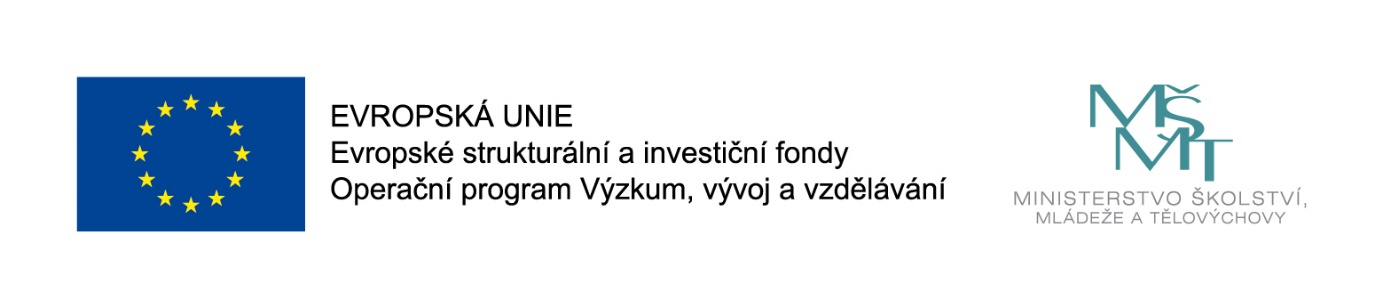 EVROPSKÁ UNIE
Evropské strukturální a investiční fondy
Operační program Výzkum, vývoj a vzdělávání
MŠMT
MINISTERSTVO ŠKOLSTVÍ,
MLÁDEŽE A TĚLOVÝCHOVY